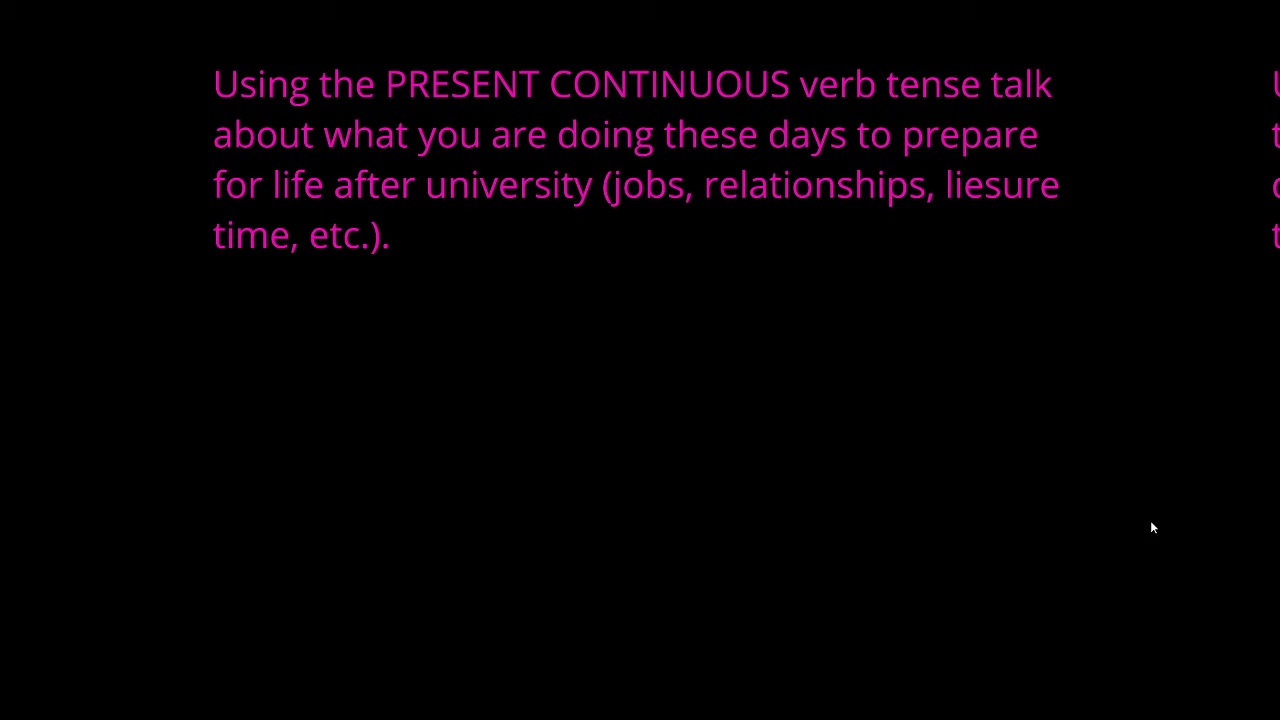 Using the PRESENT CONTINUOUS verb tense talk
about what you are doing these days to prepare
for life after university (jobs, relationships, liesure
time, etc.).